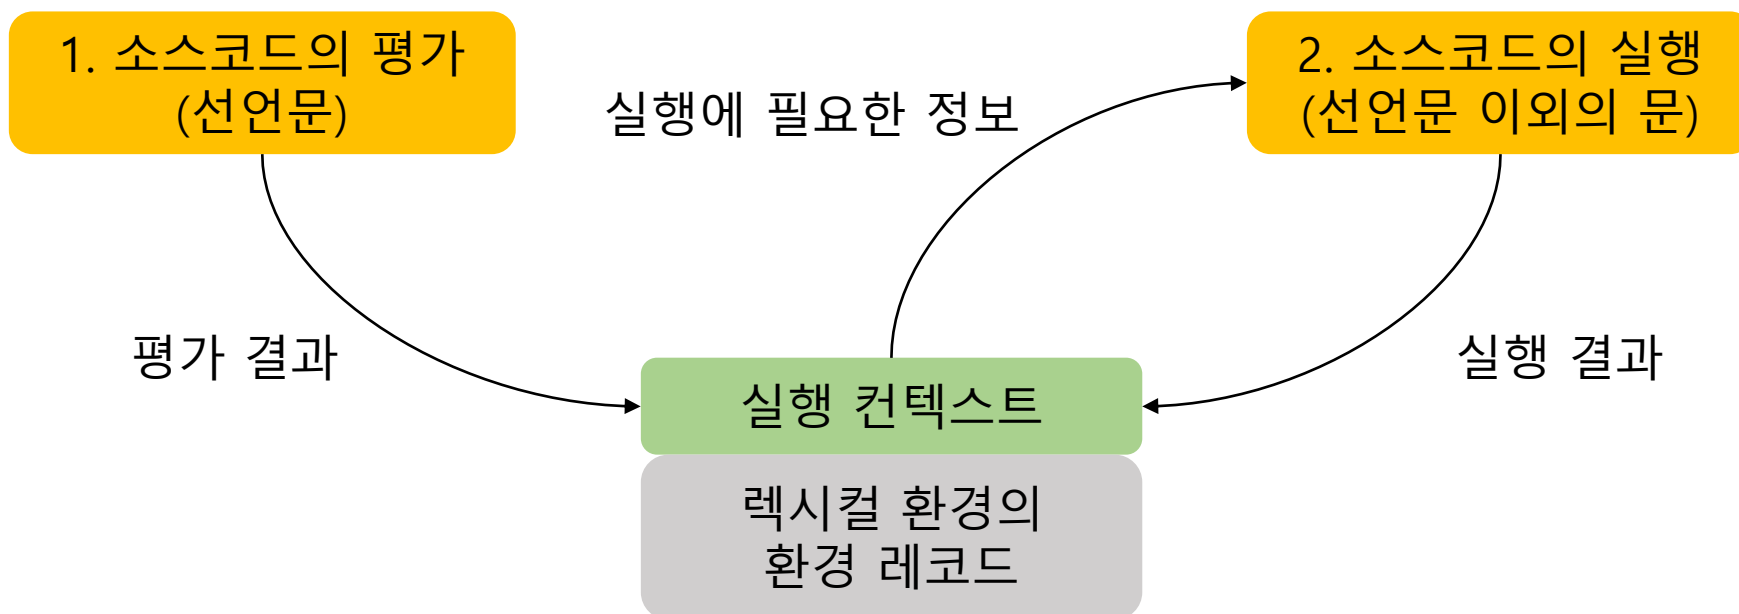 1. 소스코드의 평가
(선언문)
실행에 필요한 정보
2. 소스코드의 실행
(선언문 이외의 문)
평가 결과
실행 결과
실행 컨텍스트
렉시컬 환경의
환경 레코드